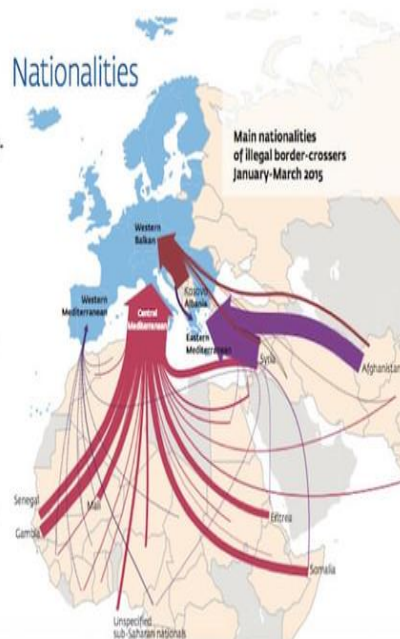 Nationalities
Main nationalities
of illegal border-crossers
January-March 2015
Western
Balkan
Kosovo
Albania
Western
Mediterranean
Central
Mediterranean
Eastern
Mediterranean
Syria
Afghanistan
Senegal
Mali
Gambia
Eritrea
Somalia
Unspecified
sub-Saharan nationals